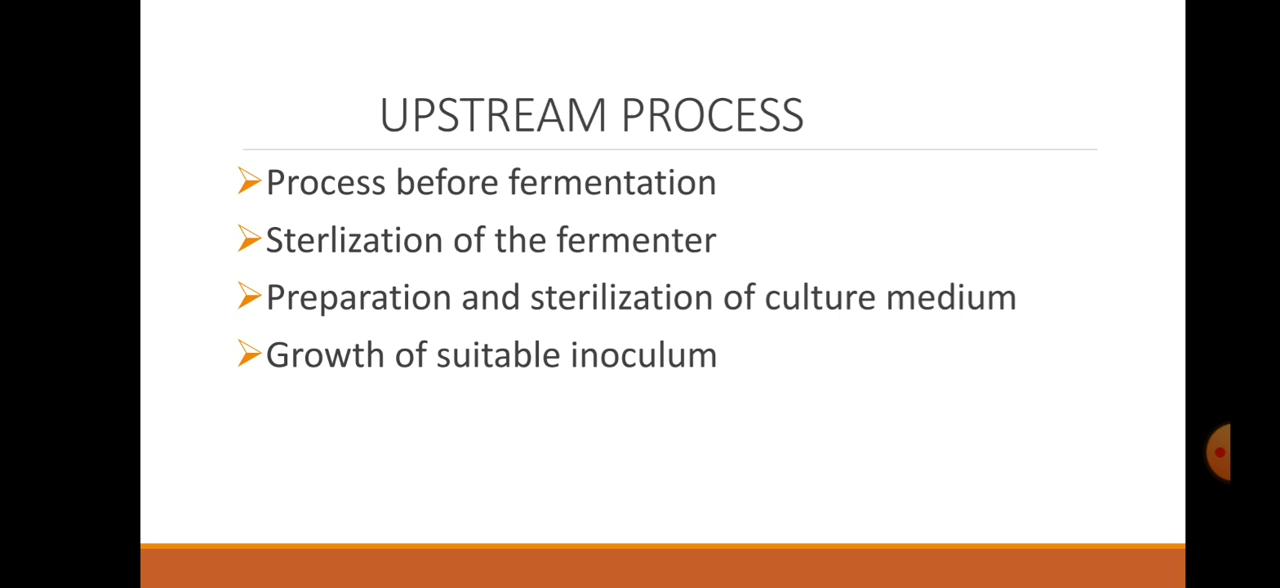 UPSTREAM PROCESS
Process before fermentation
Sterlization of the fermenter
Preparation and sterilization of culture medium
Growth of suitable inoculum